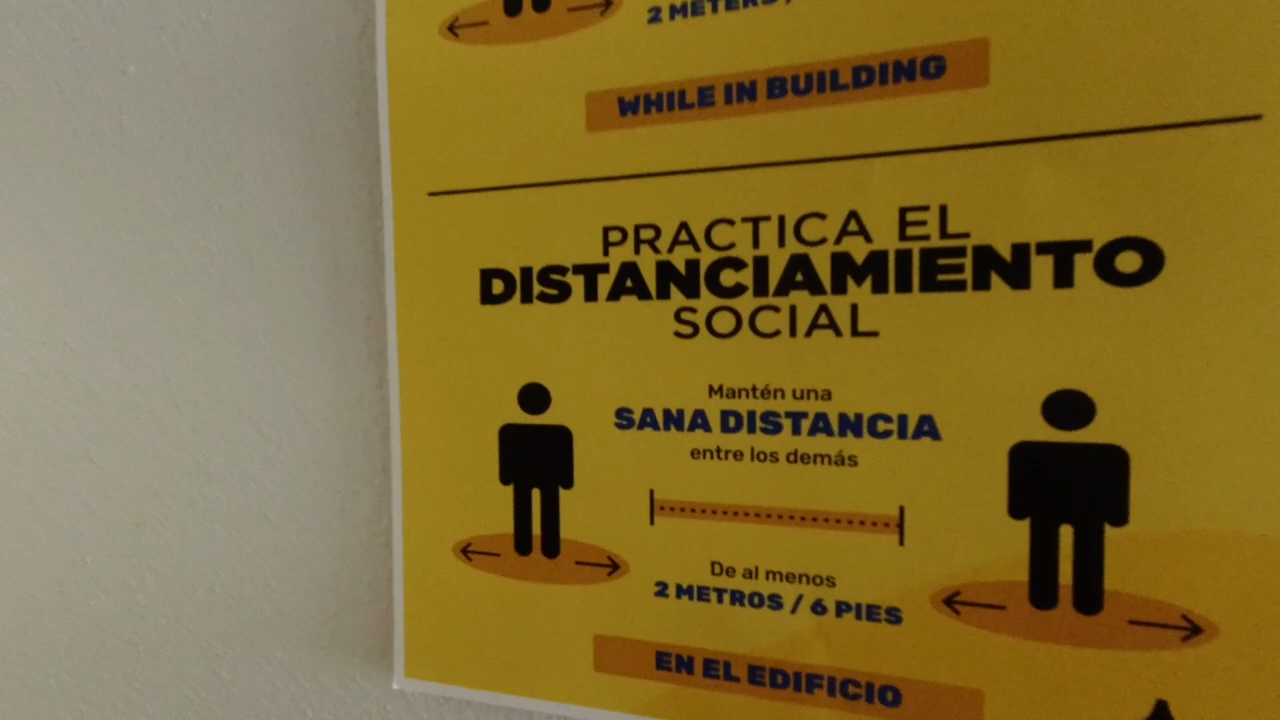 2 METERS /
WHILE IN BUILDING
PRACTICA EL
DISTANCIAMIENTO
SOCIAL
Mantén una
SANA DISTANCIA
entre los demás
De al menos
2 METROS / 6 PIES
EN EL EDIFICIO